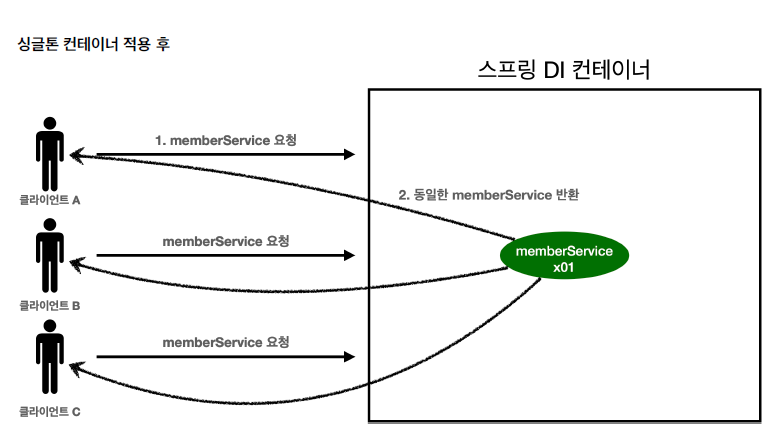 싱글톤 컨테이너 적용 후
스프링 DI 컨테이너
1. memberService 요청
클라이언트 A
2. 동일한 memberService 반환
memberService 요청
memberService
x01
클라이언트 B
memberService 요청
클라이언트 C